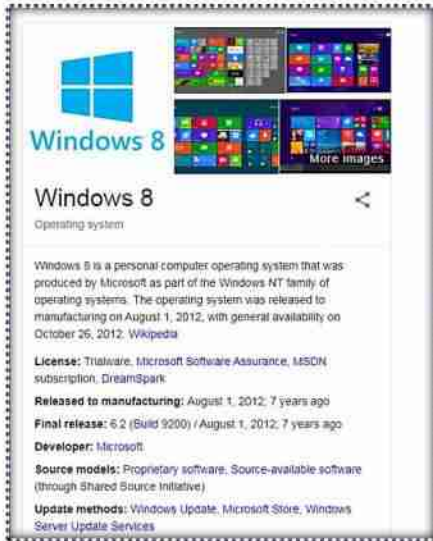 Windows 8
More images
Windows 8
Operating system
Windows 8 is a personal computer operating system that was
produced by Microsoft as part of the Windows NT family of
operating systems. The operating system was released to
manufacturing on August 1, 2012, with general availability on
October 26, 2012. Wikipedia
License: Trialware, Microsoft Software Assurance, MSDN
subscription, DreamSpark
Released to manufacturing: August 1, 2012; 7 years ago
Final release: 6.2 (Build 9200) / August 1, 2012; 7 years ago
Developer: Microsoft
Source models: Proprietary software, Source-available software
(through Shared Source Initiative)
Update methods: Windows Update, Microsoft Store, Windows
Server Update Services